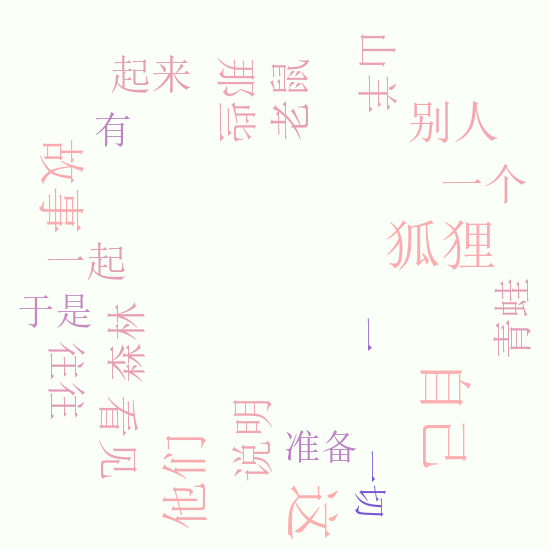 起来
那些
老鼠
山羊
别人
有
故事
一个
狐狸
一起
于是
森林
一
往往
看见
自己
说明
他们
准备
一切
这